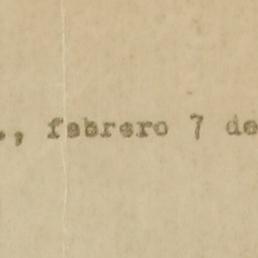 ., febrero 7 de